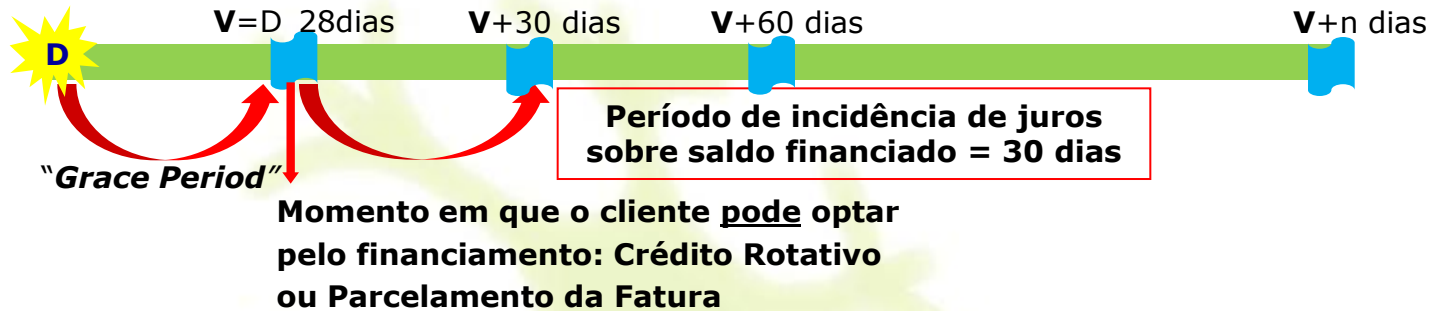 V=D 28dias
V+30 dias
V+60 dias
V+n dias
D
Período de incidência de juros
sobre saldo financiado = 30 dias
“Grace Period”
Momento em que o cliente pode optar
pelo financiamento: Crédito Rotativo
ou Parcelamento da Fatura